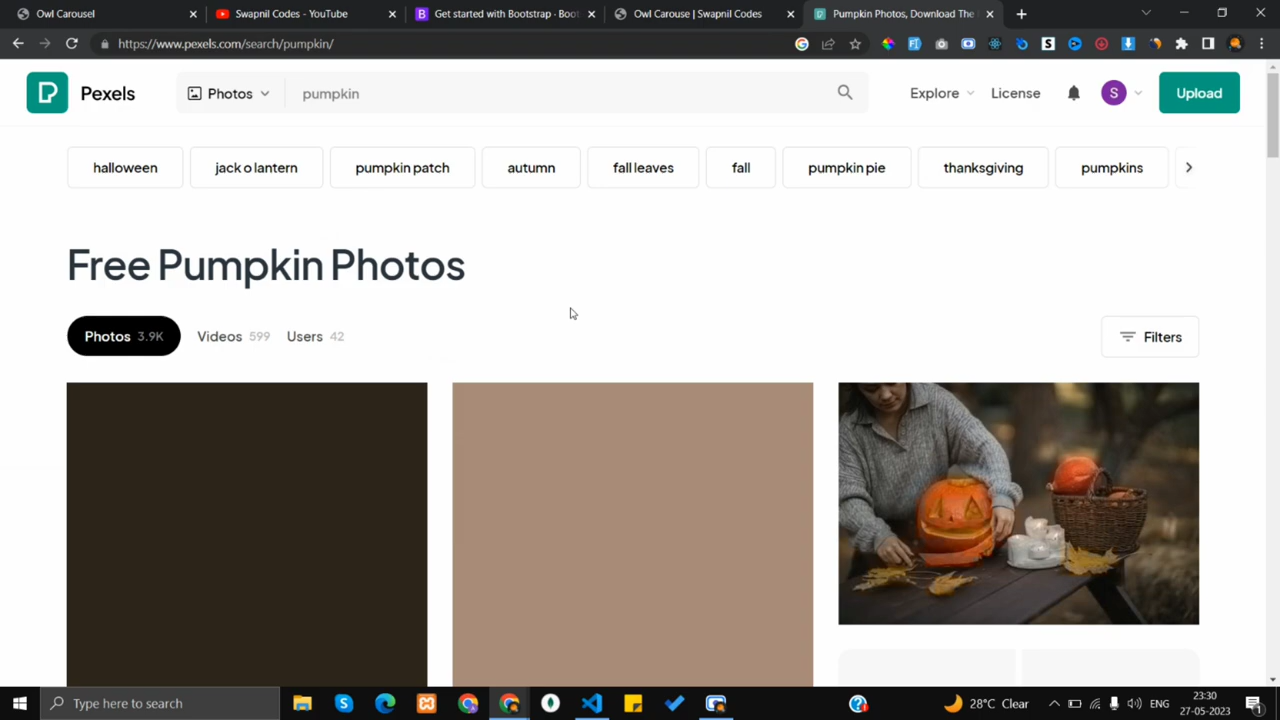 Owl Carousel
Swapnil Codes - YouTube
Get started with Bootstrap · Boot
Owl Carouse | Swapnil Codes
Pumpkin Photos, Download The
https://www.pexels.com/search/pumpkin/
Pexels
Photos
pumpkin
Explore
License
S
Upload
halloween
jack o lantern
pumpkin patch
autumn
fall leaves
fall
pumpkin pie
thanksgiving
pumpkins
Free Pumpkin Photos
Photos 3.9K
Videos 599
Users 42
Filters
Type here to search
28°C Clear
ENG
23:30
27-05-2023